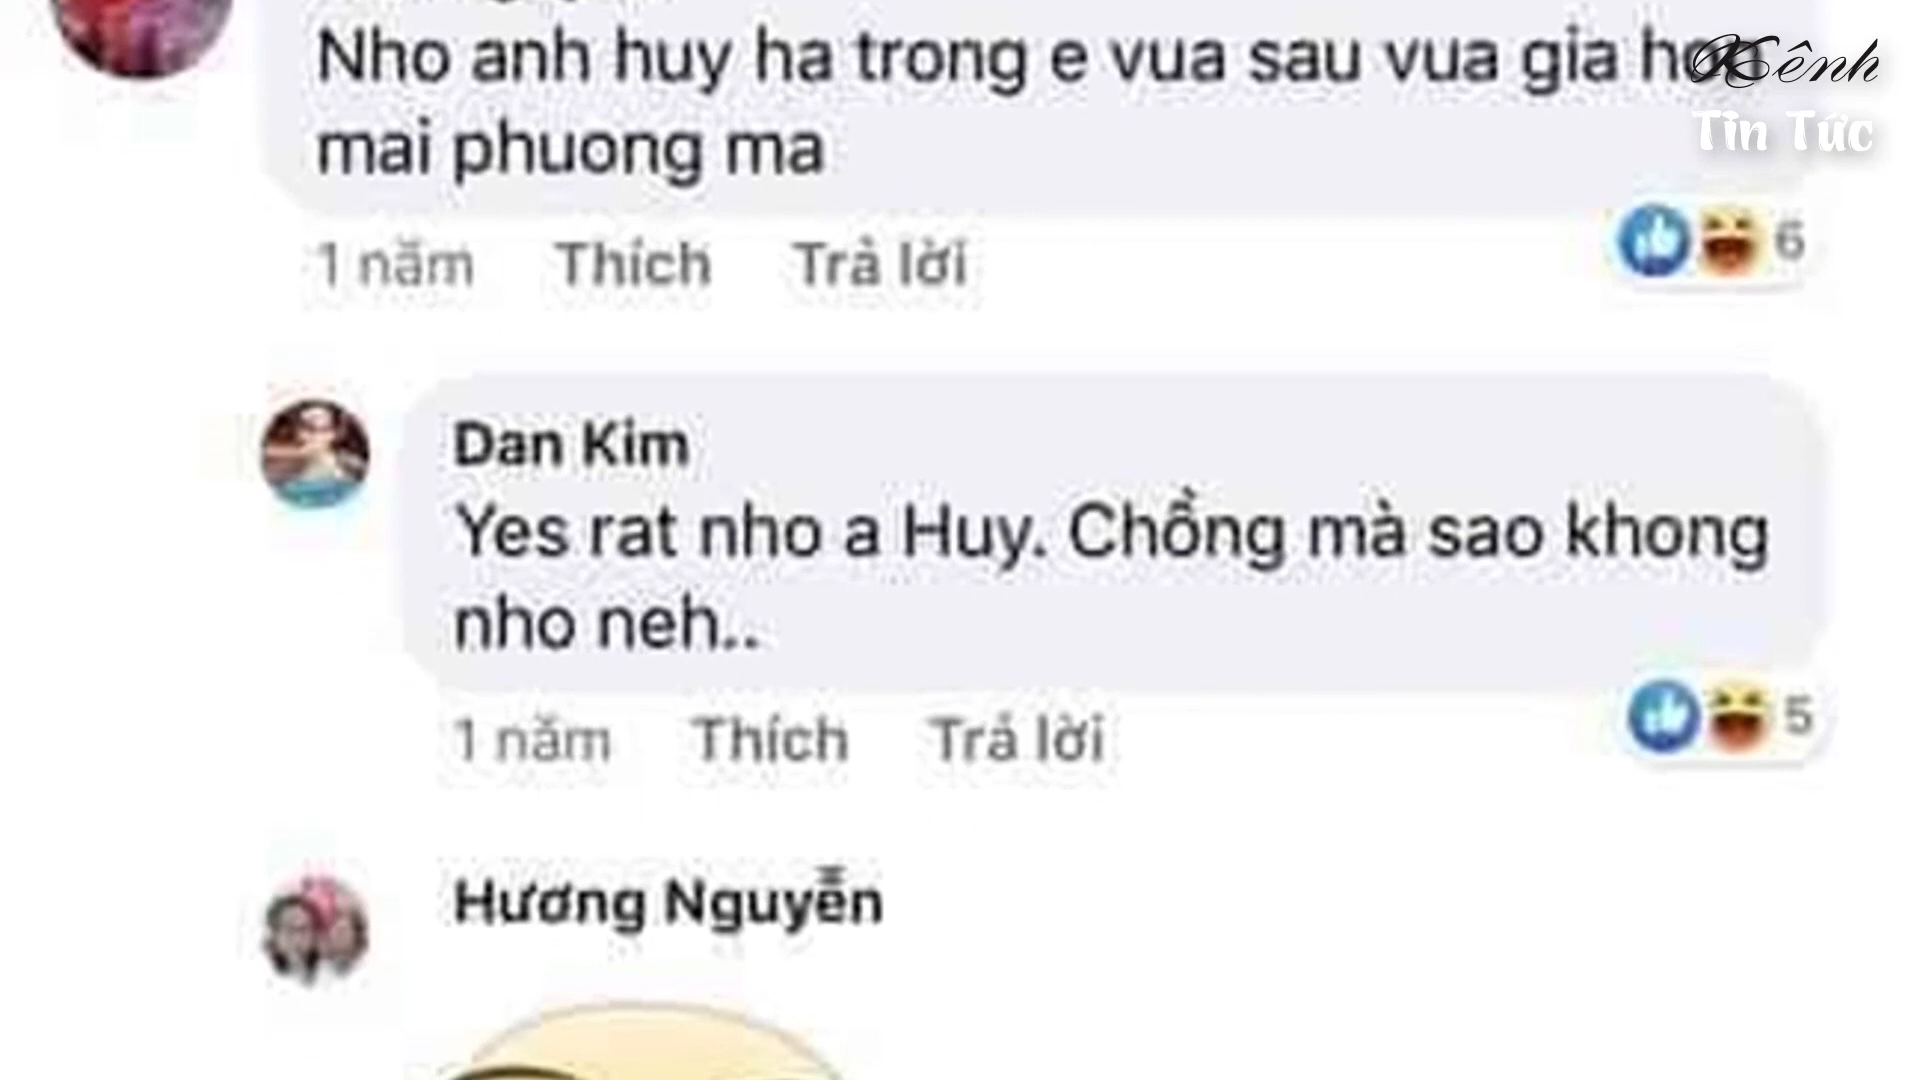 Nho anh huy ha trong e vua sau vua gia
mai phuong ma
Kênh
Tin Tức
1 năm Thích Trả lời
6
Dan Kim
Yes rat nho a Huy. Chồng mà sao khong
nho neh..
1 năm Thích Trả lời
5
Hương Nguyễn